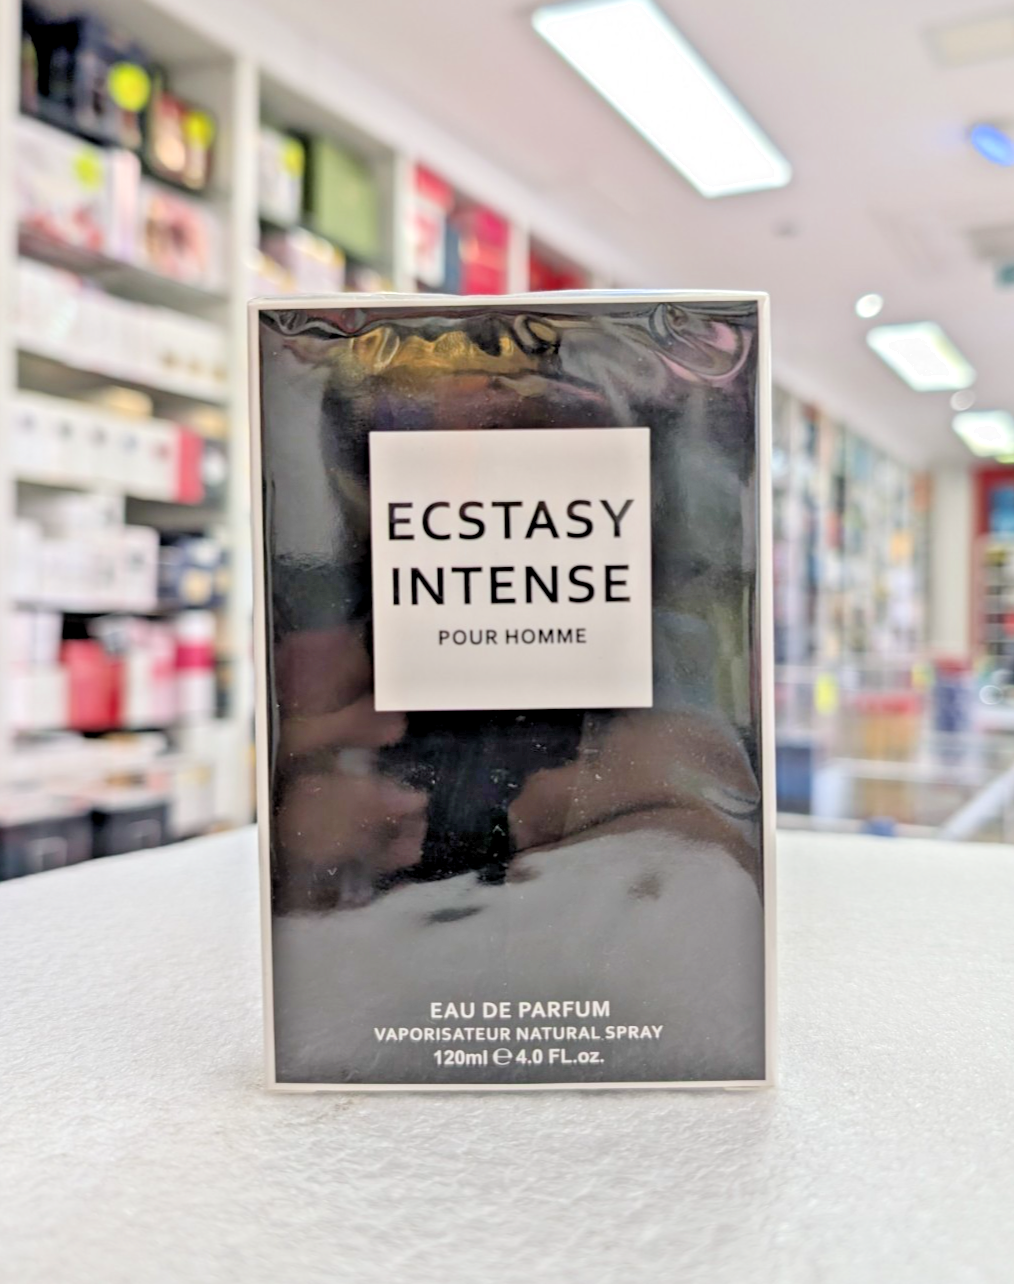 ECSTASY
INTENSE
POUR HOMME
EAU DE PARFUM
VAPORISATEUR NATURAL SPRAY
120ml ℮ 4.0 FL.oz.